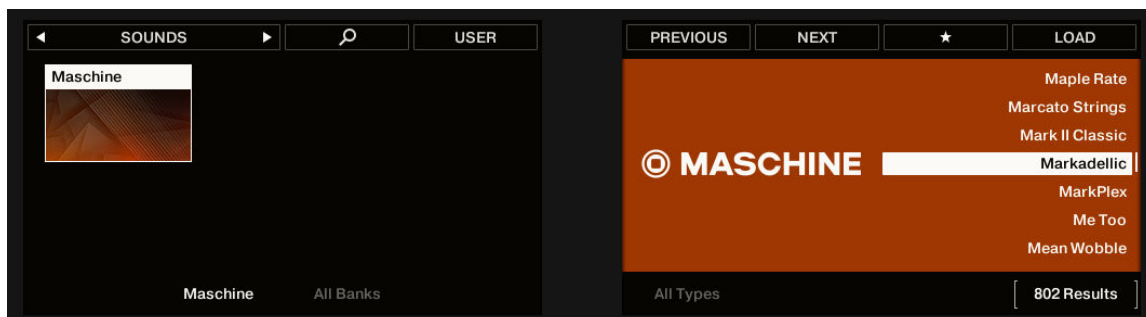 SOUNDS
USER
Maschine
Maschine
All Banks
PREVIOUS
NEXT
LOAD
MASCHINE
Maple Rate
Marcato Strings
Mark II Classic
Markadellic
MarkPlex
Me Too
Mean Wobble
All Types
802 Results